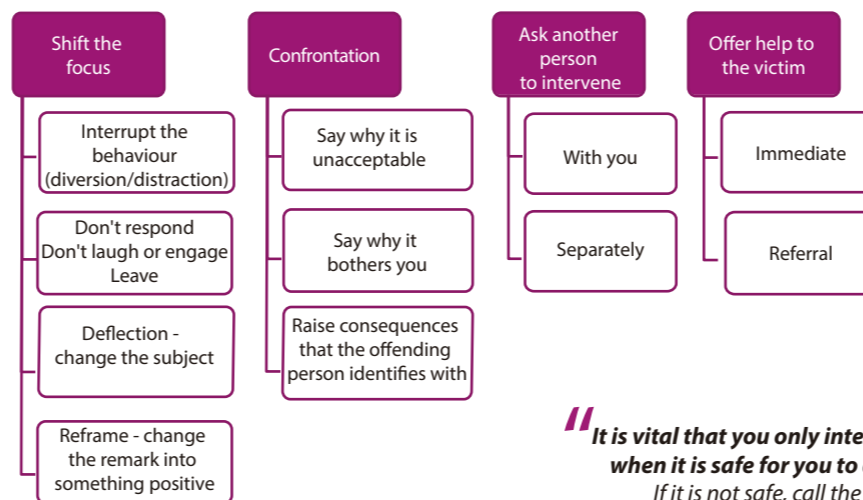 Shift the
focus
Interrupt the
behaviour
(diversion/distraction)
Don't respond
Don't laugh or engage
Leave
Deflection -
change the subject
Reframe - change
the remark into
something positive
Confrontation
Say why it is
unacceptable
Say why it
bothers you
Raise consequences
that the offending
person identifies with
Ask another
person
to intervene
With you
Separately
Offer help to
the victim
Immediate
Referral
“It is vital that you only
when it is safe for you to
If it is not safe, call the